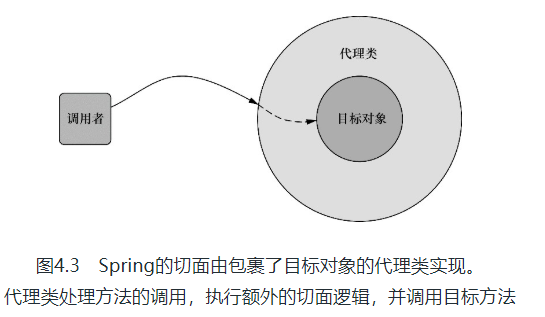 代理类
调用者
目标对象
图4.3 Spring的切面由包裹了目标对象的代理类实现。
代理类处理方法的调用，执行额外的切面逻辑，并调用目标方法